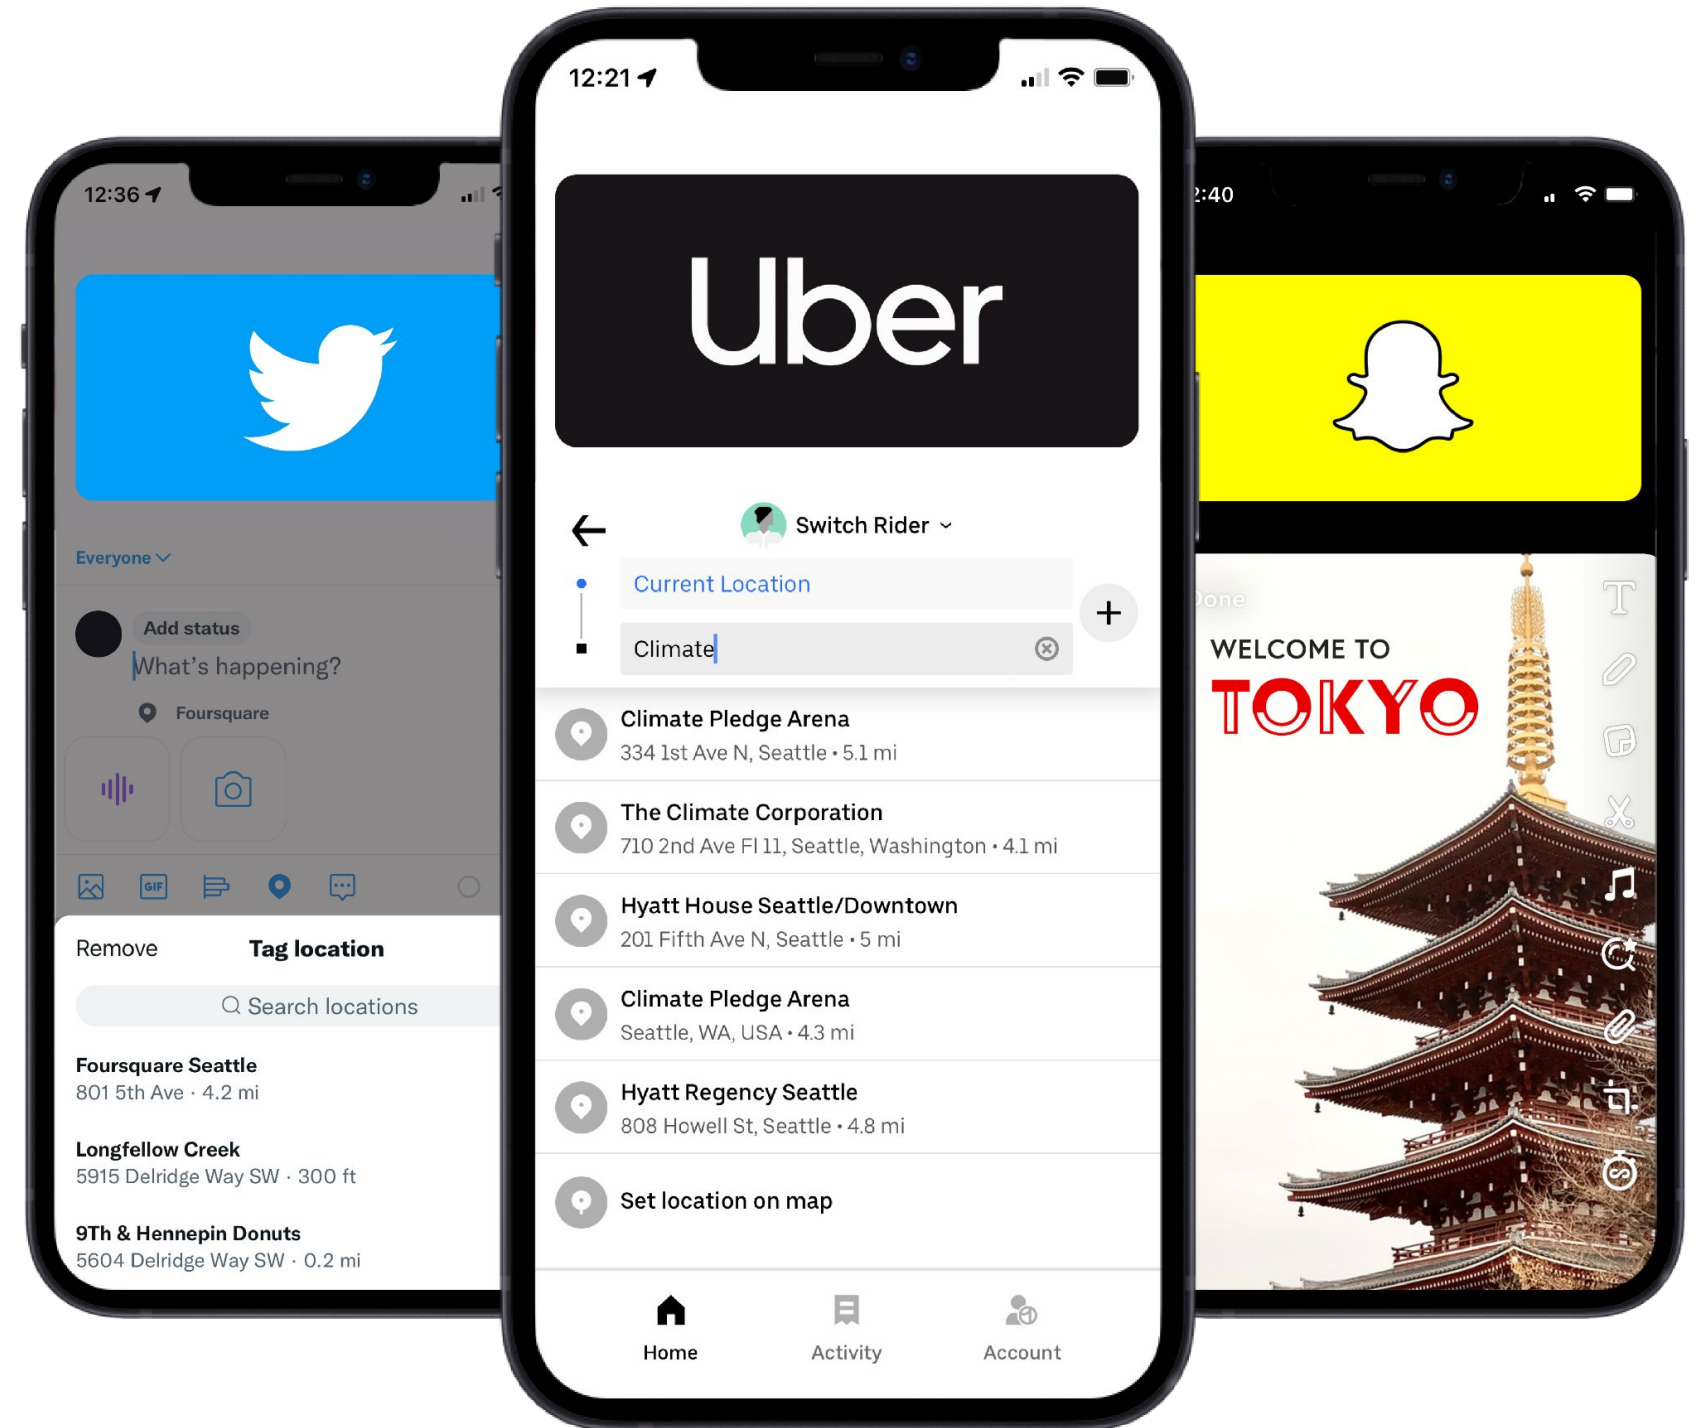 12:36
Everyone
Add status
What's happening?
Foursquare
GIF
Remove
Tag location
Search locations
Foursquare Seattle
801 5th Ave · 4.2 mi
Longfellow Creek
5915 Delridge Way SW · 300 ft
9Th & Hennepin Donuts
5604 Delridge Way SW · 0.2 mi
12:21
Uber
Switch Rider
Current Location
Climate
Climate Pledge Arena
334 1st Ave N, Seattle • 5.1 mi
The Climate Corporation
710 2nd Ave Fl 11, Seattle, Washington • 4.1 mi
Hyatt House Seattle/Downtown
201 Fifth Ave N, Seattle • 5 mi
Climate Pledge Arena
Seattle, WA, USA • 4.3 mi
Hyatt Regency Seattle
808 Howell St, Seattle • 4.8 mi
Set location on map
Home
Activity
Account
2:40
Done
WELCOME TO
TOKYO
T